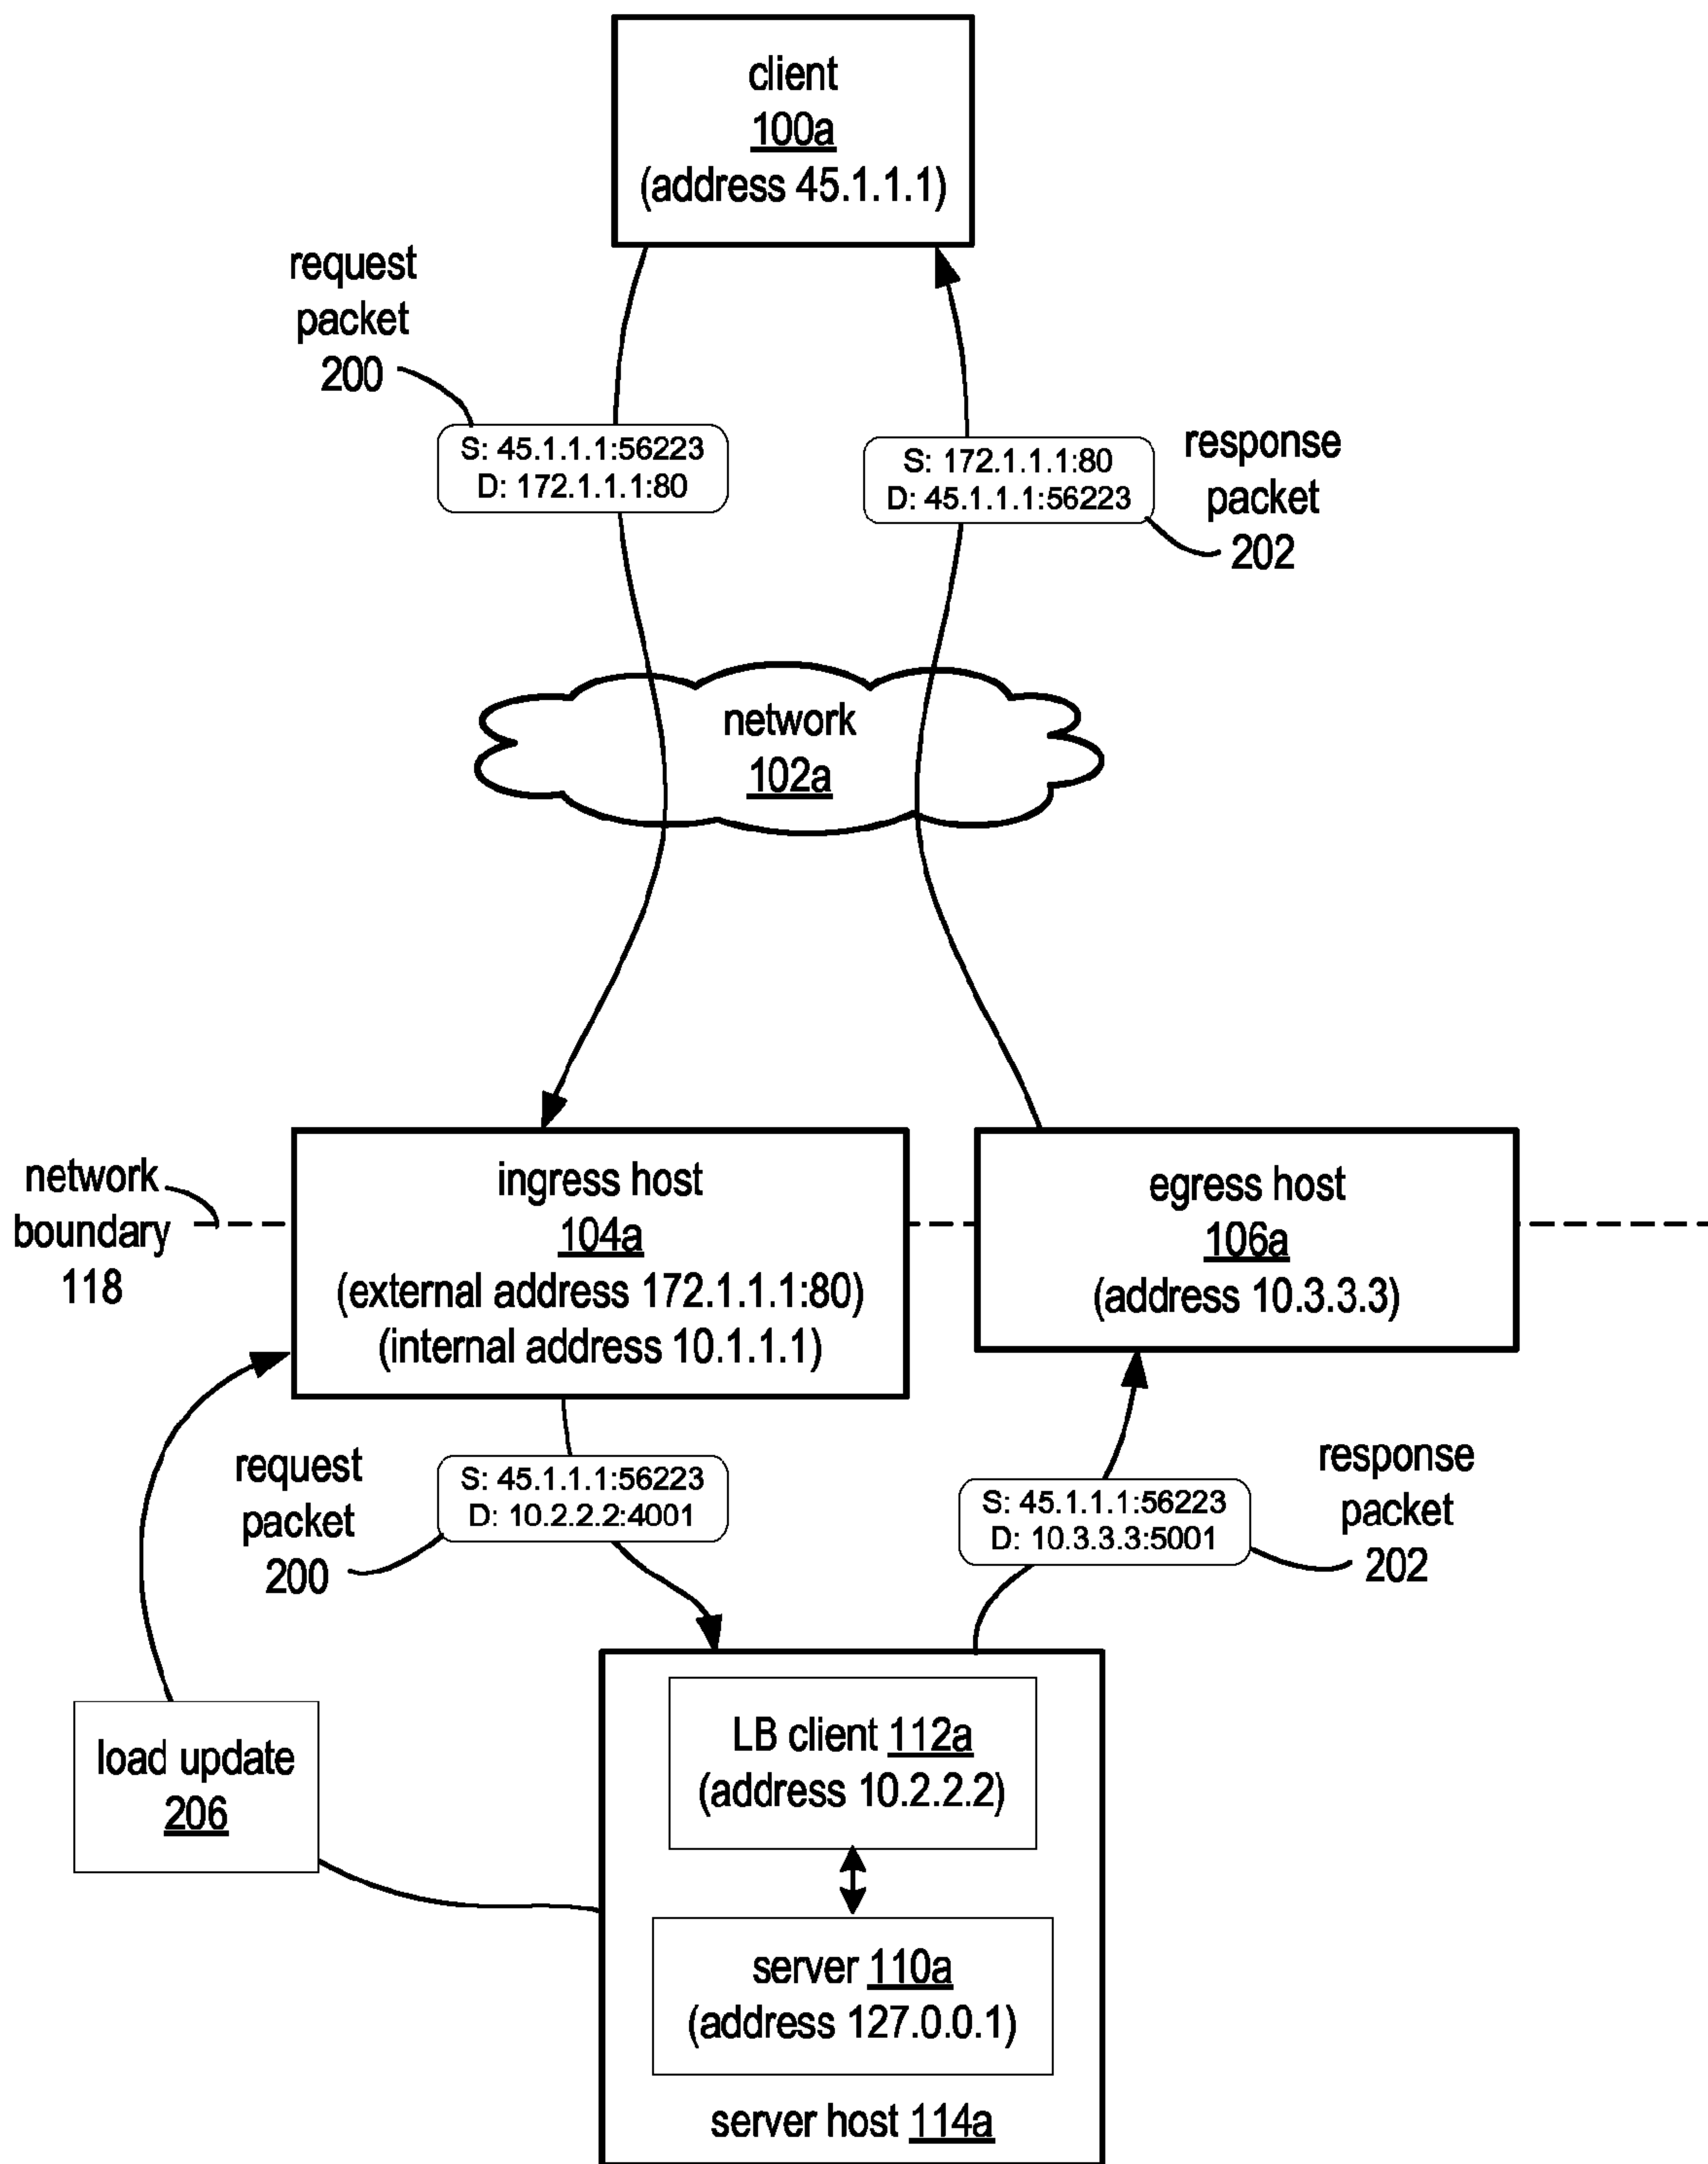 client
100a
(address 45.1.1.1)
request
packet
200
S: 45.1.1.1:56223
D: 172.1.1.1:80
S: 172.1.1.1:80
D: 45.1.1.1:56223
response
packet
202
network
102a
network
boundary
118
ingress host
104a
(external address 172.1.1.1:80)
(internal address 10.1.1.1)
egress host
106a
(address 10.3.3.3)
request
packet
200
S: 45.1.1.1:56223
D: 10.2.2.2:4001
S: 45.1.1.1:56223
D: 10.3.3.3:5001
response
packet
202
load update
206
LB client 112a
(address 10.2.2.2)
server 110a
(address 127.0.0.1)
server host 114a